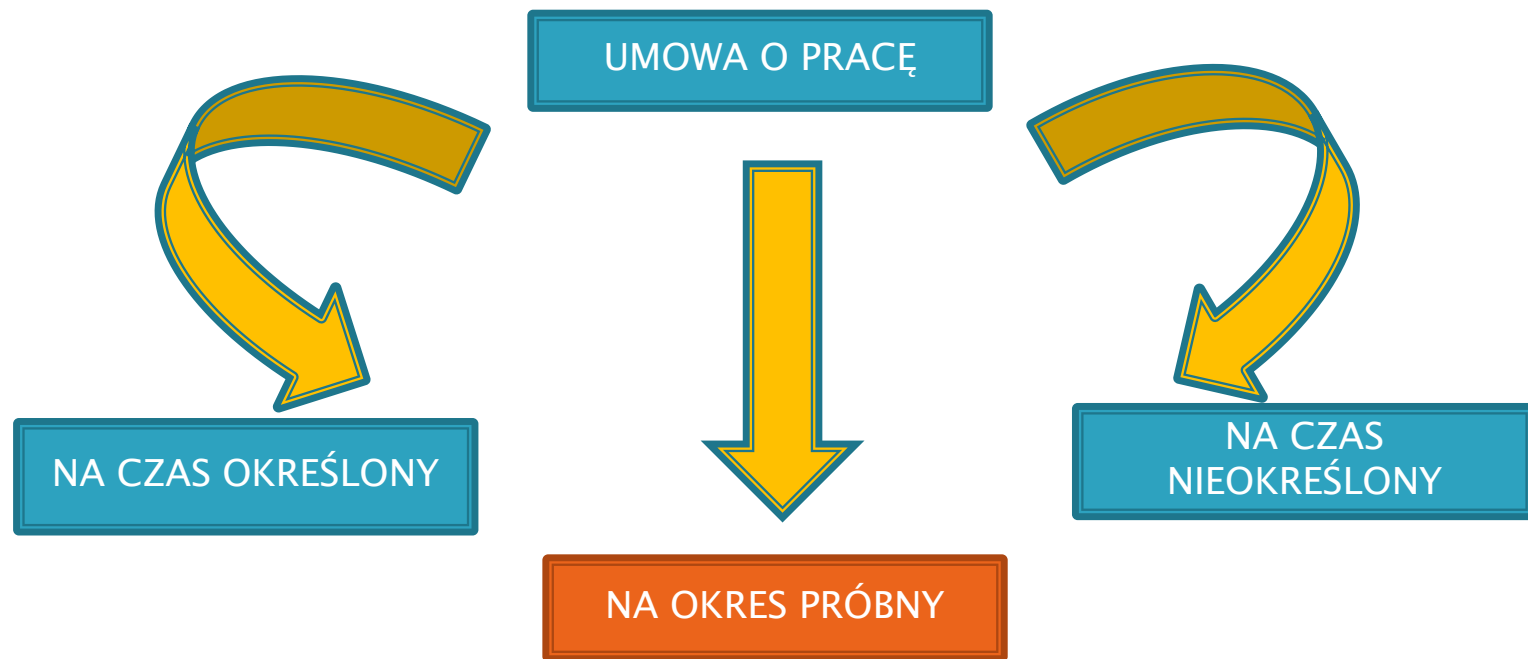 UMOWA O PRACĘ
NA CZAS OKREŚLONY
NA CZAS
NIEOKREŚLONY
NA OKRES PRÓBNY